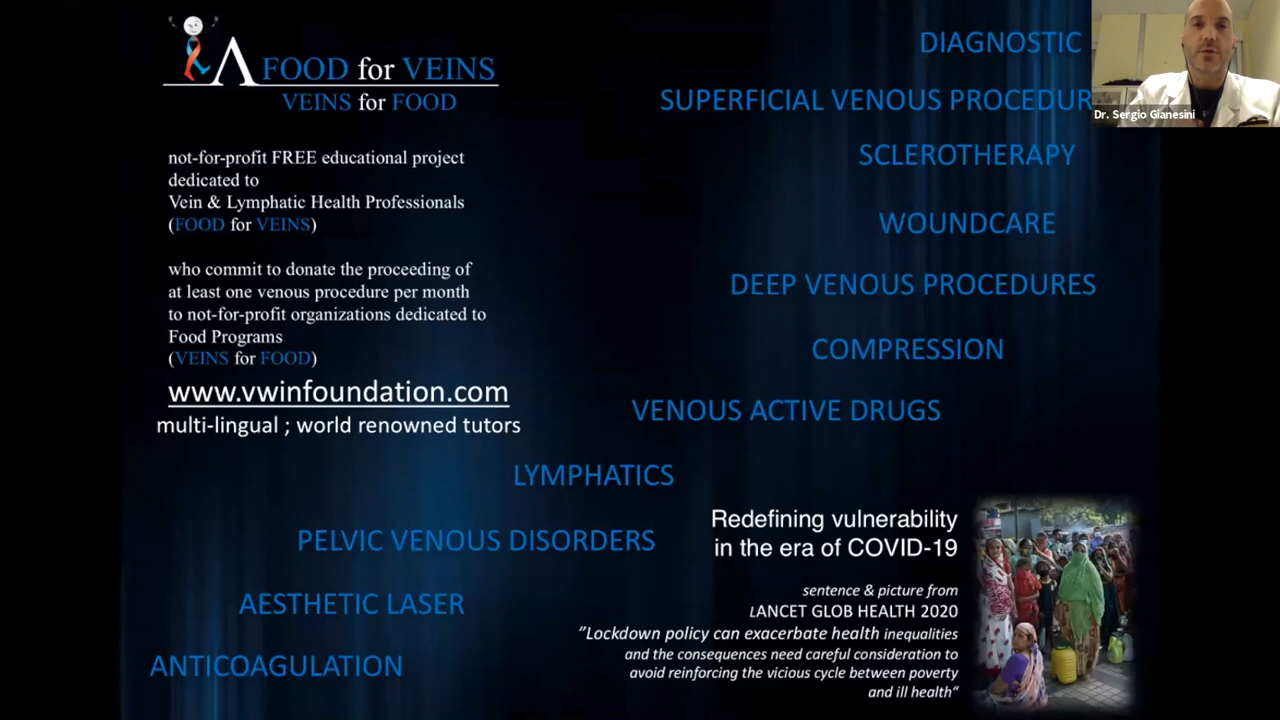 FOOD for VEINS
VEINS for FOOD
not-for-profit FREE educational project
dedicated to
Vein & Lymphatic Health Professionals
(FOOD for VEINS)
who commit to donate the proceeding of
at least one venous procedure per month
to not-for-profit organizations dedicated to
Food Programs
(VEINS for FOOD)
www.vwinfoundation.com
multi-lingual ; world renowned tutors
DIAGNOSTIC
SUPERFICIAL VENOUS PROCEDUR
SCLEROTHERAPY
WOUNDCARE
DEEP VENOUS PROCEDURES
COMPRESSION
VENOUS ACTIVE DRUGS
LYMPHATICS
PELVIC VENOUS DISORDERS
AESTHETIC LASER
ANTICOAGULATION
Redefining vulnerability
in the era of COVID-19
sentence & picture from
LANCET GLOB HEALTH 2020
"Lockdown policy can exacerbate health inequalities
and the consequences need careful consideration to
avoid reinforcing the vicious cycle between poverty
and ill health"
Dr. Sergio Gianesini